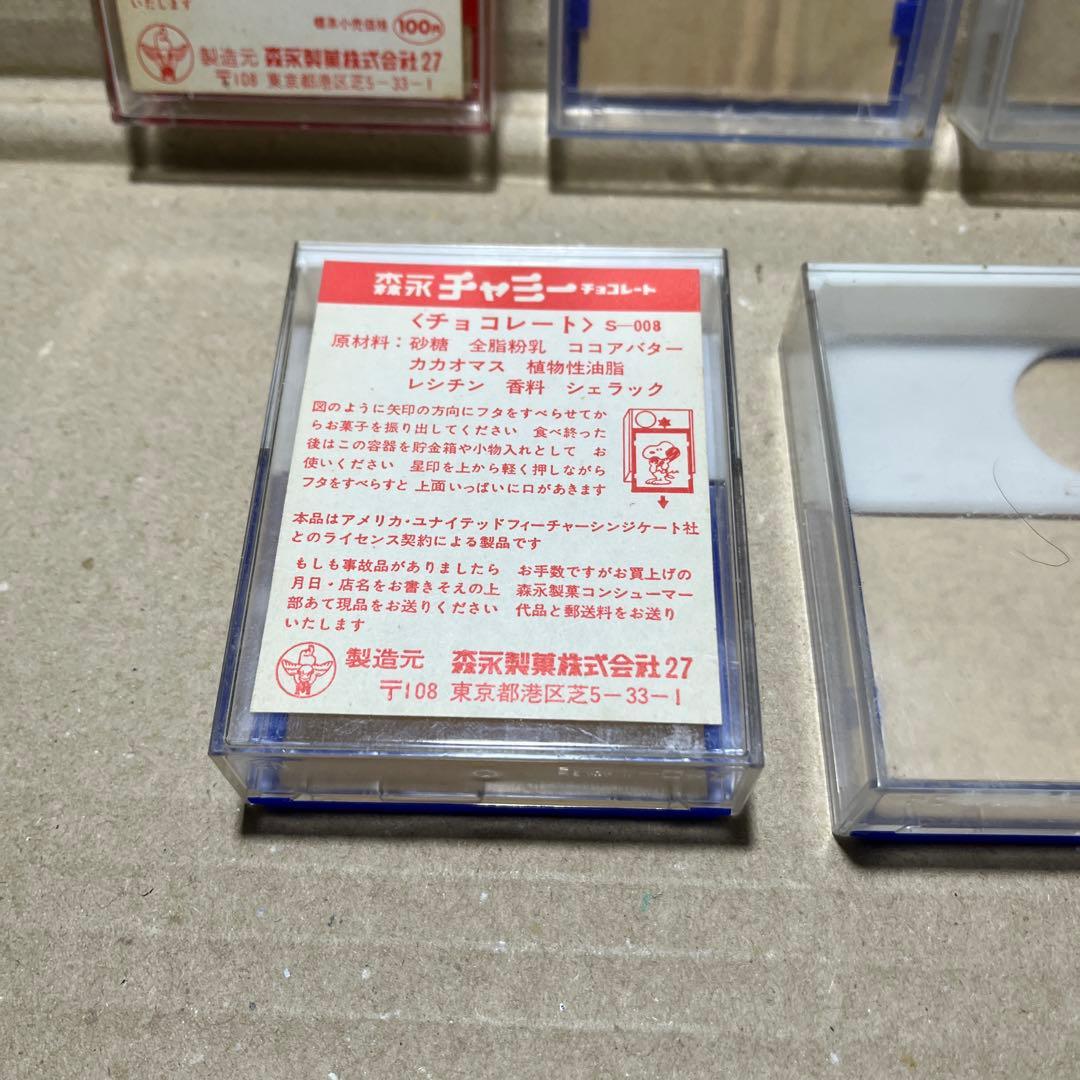 いたします
標準小売価格 100円
製造元 森永製菓株式会社27
〒108 東京都港区芝5-33-1
森永チャミーチョコレート
〈チョコレート〉S-008
原材料:砂糖 全脂粉乳 ココアバター
カカオマス 植物性油脂
レシチン 香料 シェラック
図のように矢印の方向にフタをすべらせてか
らお菓子を振り出してください 食べ終った
後はこの容器を貯金箱や小物入れとして お
使いください 星印を上から軽く押しながら
フタをすべらすと 上面いっぱいに口があきます
本品はアメリカ・ユナイテッドフィーチャーシンジケート社
とのライセンス契約による製品です
もしも事故品がありましたら お手数ですがお買上げの
月日・店名をお書きそえの上 森永製菓コンシューマー
部あて現品をお送りください 代品と郵送料をお送り
いたします
製造元 森永製菓株式会社27
〒108 東京都港区芝5-33-1